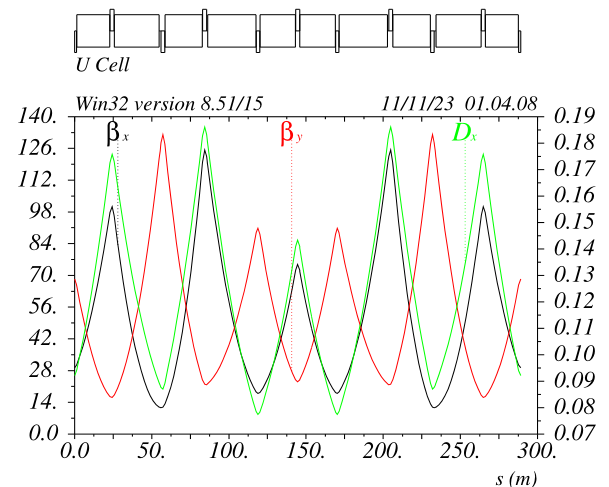 U Cell
Win32 version 8.51/15 11/11/23 01.04.08
βx βy Dx
140. 0.19
126. 0.18
112. 0.17
98. 0.16
0.15
84. 0.14
70. 0.13
56. 0.12
42. 0.11
0.10
28. 0.09
14. 0.08
0.0 0.07
0.0 50. 100. 150. 200. 250. 300.
s (m)